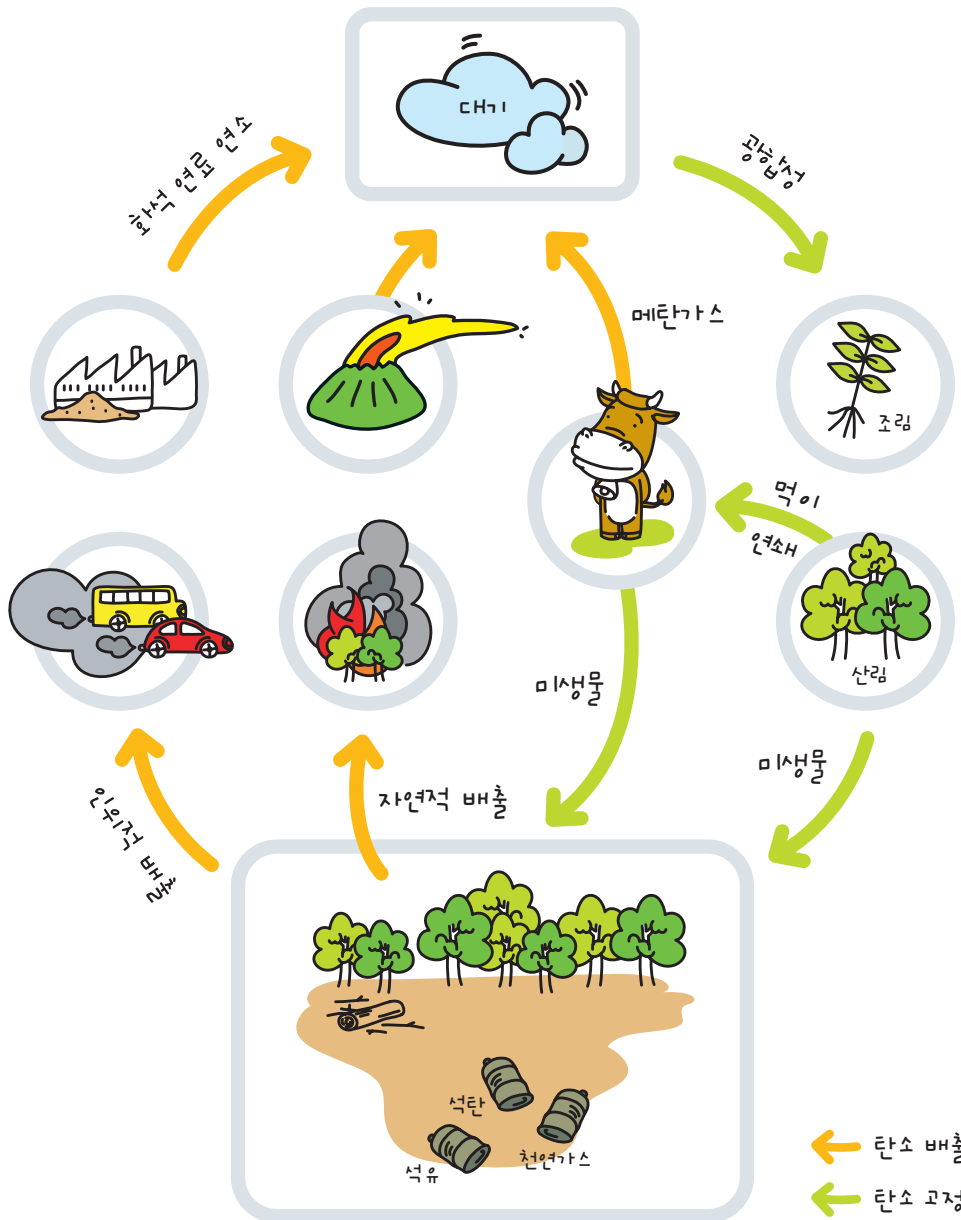 대기
화석 연료 연소
광합성
메탄가스
조림
먹이
연쇄
산림
미생물
미생물
자연적 배출
인위적 배출
석탄
천연가스
석유
탄소 배출
탄소 고정